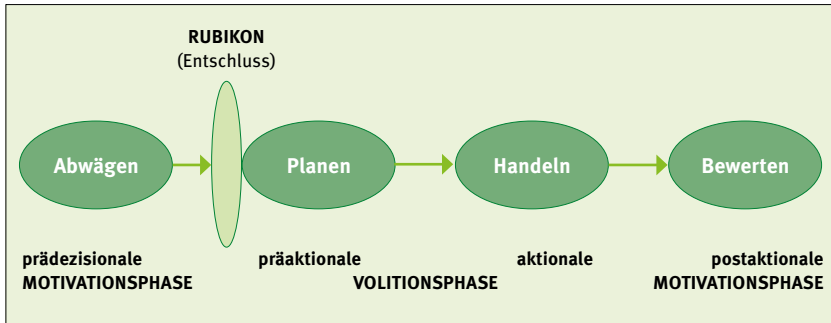 RUBIKON
(Entschluss)
Abwägen
Planen
Handeln
Bewerten
prädezisionale
MOTIVATIONSPHASE
präaktionale
VOLITIONSPHASE
aktionale
postaktionale
MOTIVATIONSPHASE